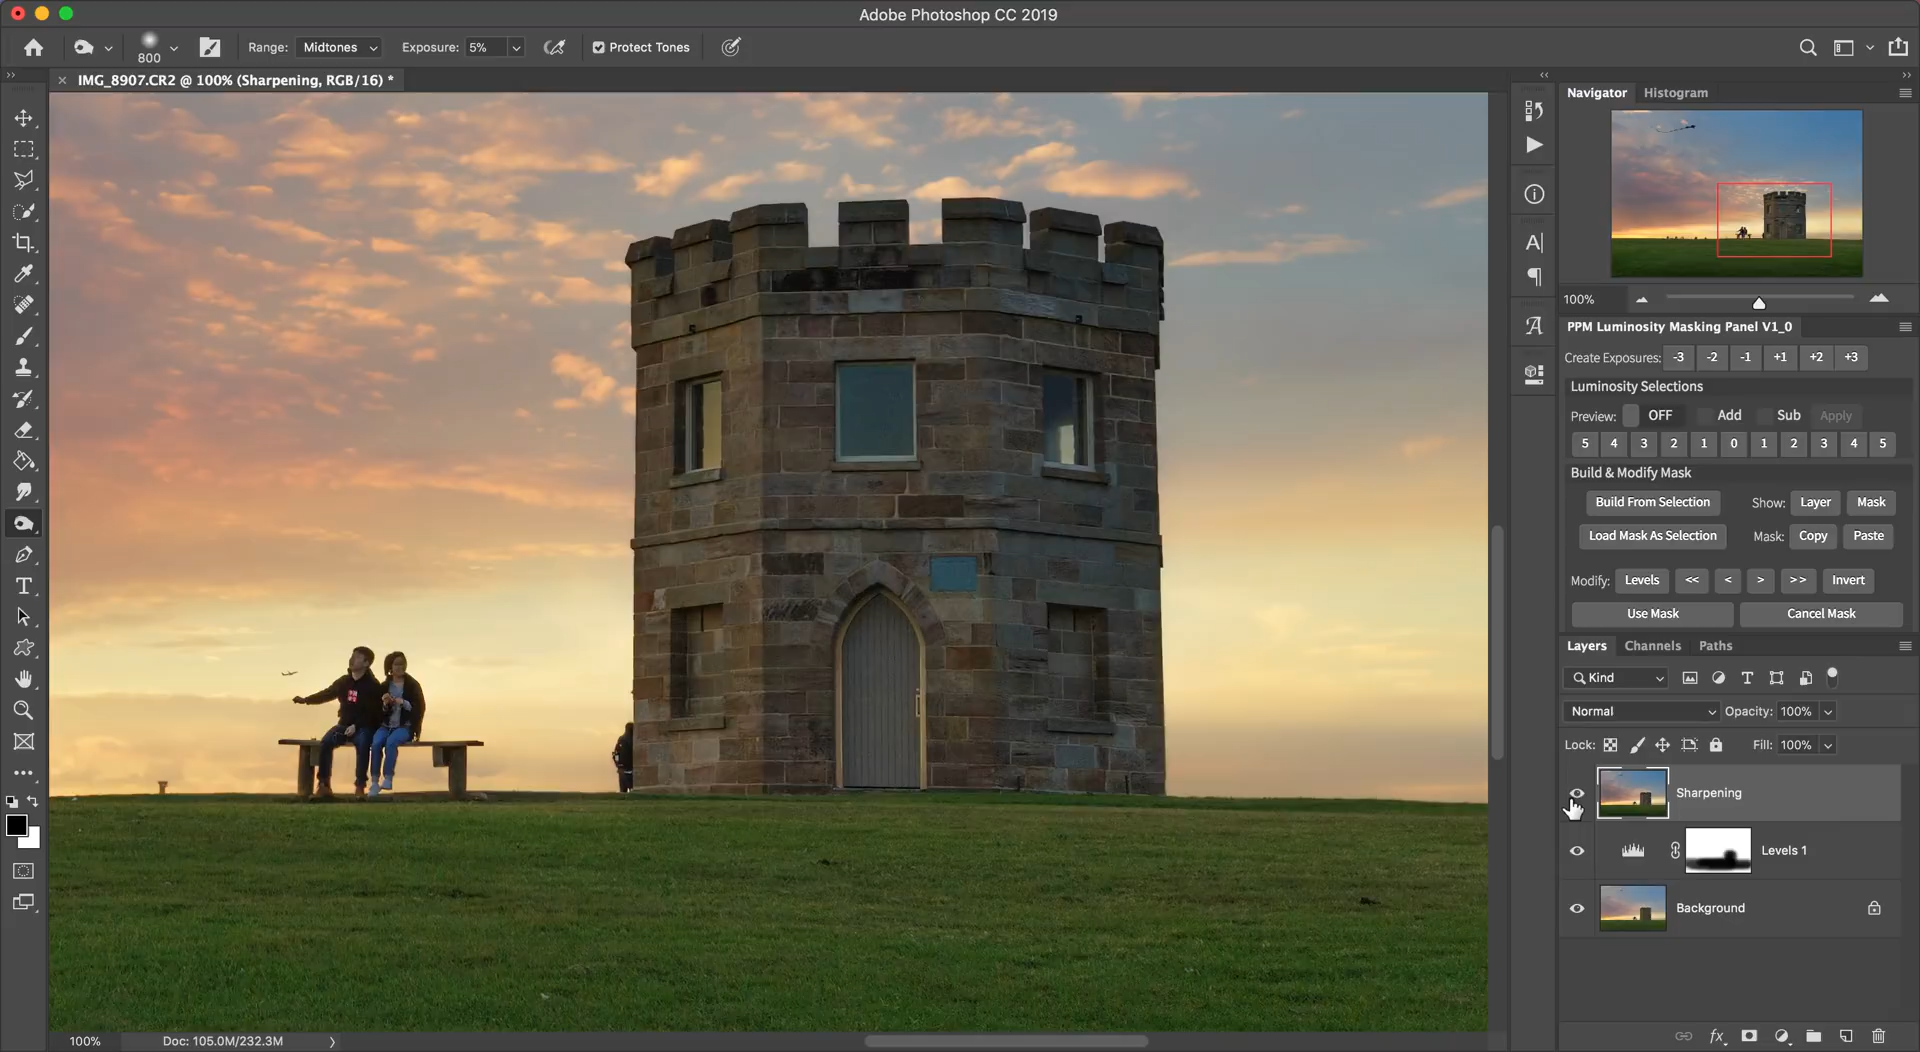 Adobe Photoshop CC 2019
800
Range: Midtones
Exposure: 5%
Protect Tones
IMG_8907.CR2 @ 100% (Sharpening, RGB/16) *
Navigator Histogram
100%
PPM Luminosity Masking Panel V1_0
Create Exposures: -3 -2 -1 +1 +2 +3
Luminosity Selections
Preview: OFF Add Sub Apply
5 4 3 2 1 0 1 2 3 4 5
Build & Modify Mask
Build From Selection Show: Layer Mask
Load Mask As Selection Mask: Copy Paste
Modify: Levels << < > >> Invert
Use Mask Cancel Mask
Layers Channels Paths
Kind
Normal Opacity: 100%
Lock: Fill: 100%
Sharpening
Levels 1
Background
100% Doc: 105.0M/232.3M